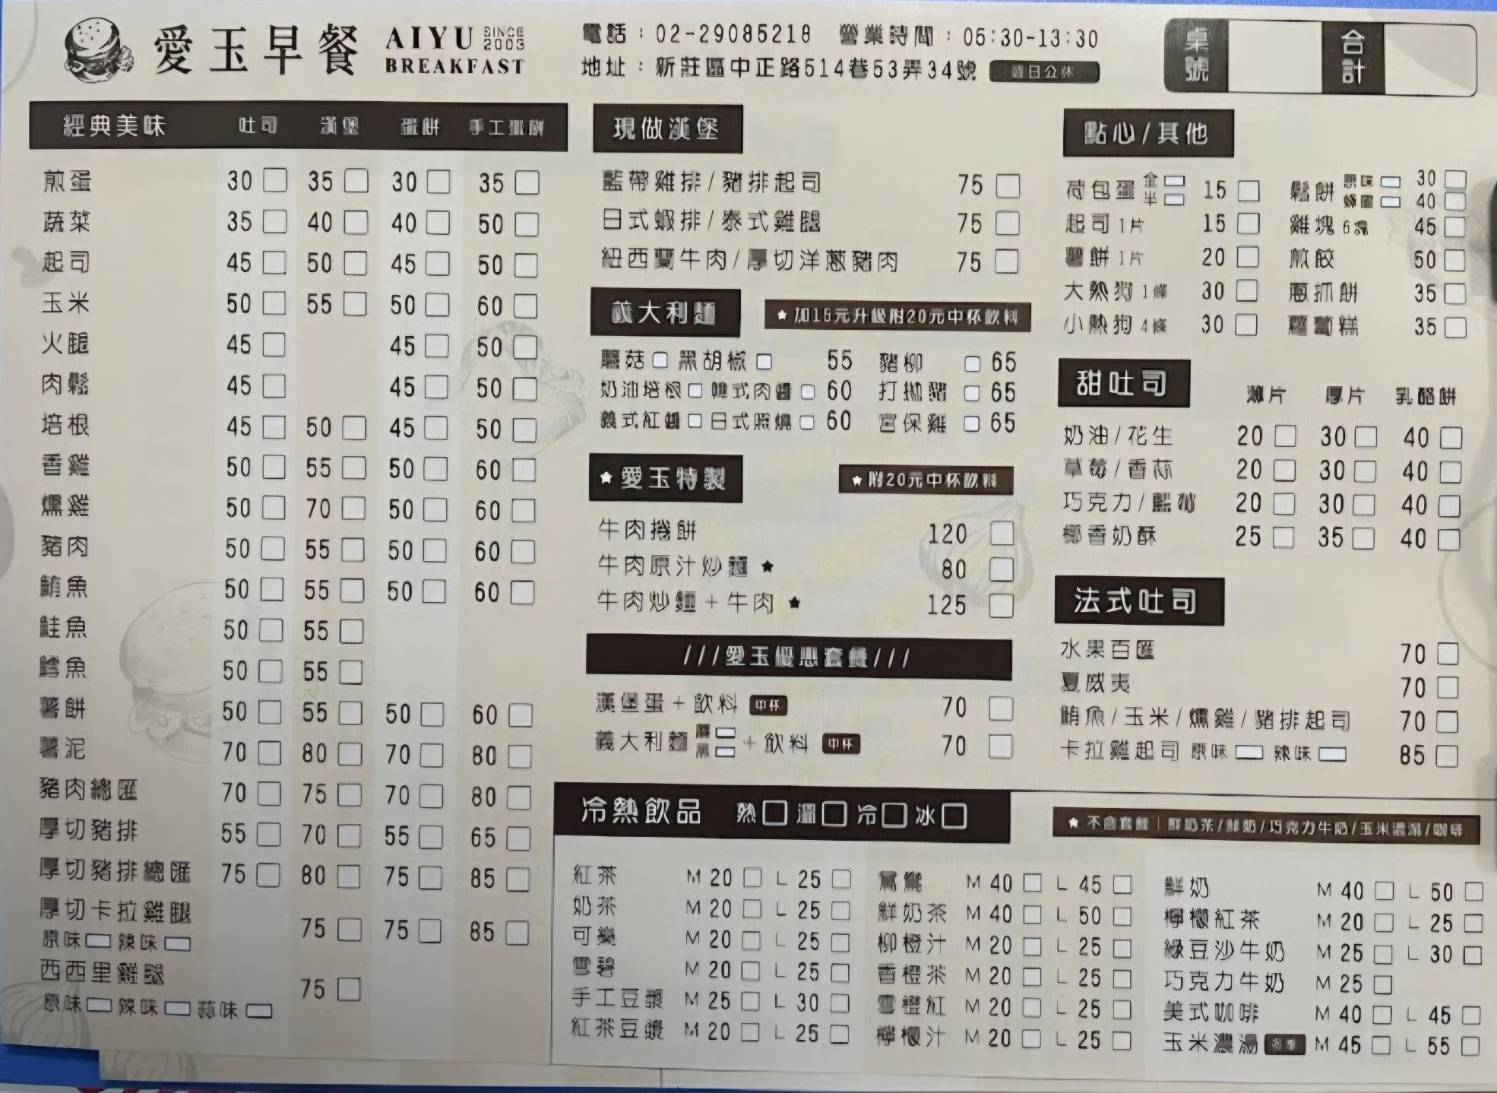 愛玉早餐 AIYU BREAKFAST SINCE 2003
電話：02-29085218 營業時間：05:30-13:30
地址：新莊區中正路514巷53弄34號 週日公休
桌號 合計
經典美味 吐司 漢堡 蛋餅 手工蛋餅
煎蛋 30 35 30 35
蔬菜 35 40 40 50
起司 45 50 45 50
玉米 50 55 50 60
火腿 45 45 50
肉鬆 45 45 50
培根 45 50 45 50
香雞 50 55 50 60
燻雞 50 70 50 60
豬肉 50 55 50 60
鮪魚 50 55 50 60
鮭魚 50 55
鱈魚 50 55
薯餅 50 55 50 60
薯泥 70 80 70 80
豬肉總匯 70 75 70 80
厚切豬排 55 70 55 65
厚切豬排總匯 75 80 75 85
厚切卡拉雞腿 75 75 85
原味 辣味
西西里雞腿 75
原味 辣味 蒜味
現做漢堡
藍帶雞排/豬排起司 75
日式蝦排/泰式雞腿 75
紐西蘭牛肉/厚切洋蔥豬肉 75
義大利麵 ★加15元升級附20元中杯飲料
蘑菇 黑胡椒 55 豬柳 65
奶油培根 韓式肉醬 60 打拋豬 65
義式紅醬 日式照燒 60 宮保雞 65
★愛玉特製 ★附20元中杯飲料
牛肉捲餅 120
牛肉原汁炒麵★ 80
牛肉炒麵+牛肉★ 125
///愛玉優惠套餐///
漢堡蛋+飲料 中杯 70
義大利麵 蘑 黑 +飲料 中杯 70
點心/其他
荷包蛋 全 半 15 鬆餅 原味 30 蜂蜜 40
起司1片 15 雞塊6塊 45
薯餅1片 20 煎餃 50
大熱狗1條 30 蔥抓餅 35
小熱狗4條 30 蘿蔔糕 35
甜吐司 薄片 厚片 乳酪餅
奶油/花生 20 30 40
草莓/香蒜 20 30 40
巧克力/藍莓 20 30 40
椰香奶酥 25 35 40
法式吐司
水果百匯 70
夏威夷 70
鮪魚/玉米/燻雞/豬排起司 70
卡拉雞起司 原味 辣味 85
冷熱飲品 熱 溫 冷 冰 ★不含套餐｜鮮奶茶/鮮奶/巧克力牛奶/玉米濃湯/咖啡
紅茶 M 20 L 25
奶茶 M 20 L 25
可樂 M 20 L 25
雪碧 M 20 L 25
手工豆漿 M 25 L 30
紅茶豆漿 M 20 L 25
鴛鴦 M 40 L 45
鮮奶茶 M 40 L 50
柳橙汁 M 20 L 25
香橙茶 M 20 L 25
雪橙紅 M 20 L 25
檸檬汁 M 20 L 25
鮮奶 M 40 L 50
檸檬紅茶 M 20 L 25
綠豆沙牛奶 M 25 L 30
巧克力牛奶 M 25
美式咖啡 M 40 L 45
玉米濃湯 M 45 L 55